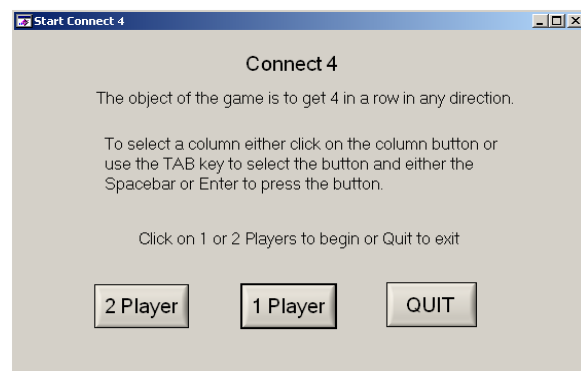 Start Connect 4
Connect 4
The object of the game is to get 4 in a row in any direction.
To select a column either click on the column button or
use the TAB key to select the button and either the
Spacebar or Enter to press the button.
Click on 1 or 2 Players to begin or Quit to exit
2 Player 1 Player QUIT